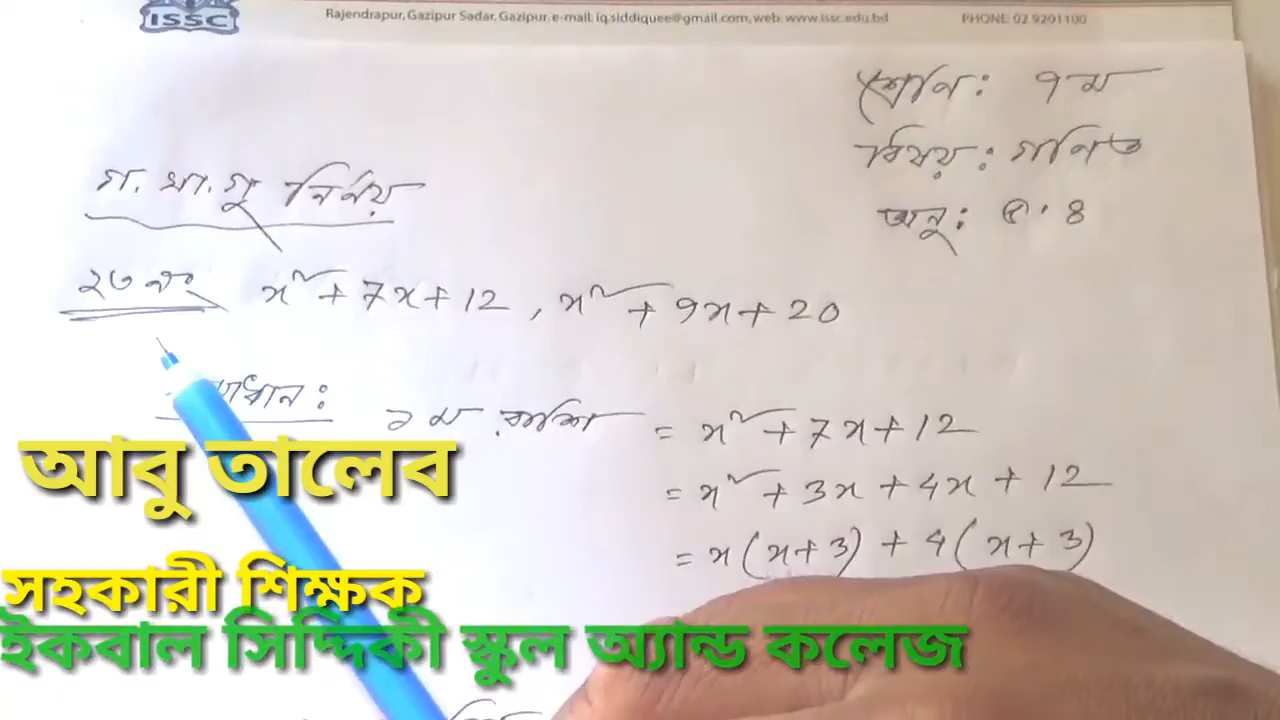 ISSC
Rajendrapur, Gazipur Sadar, Gazipur. e-mail: iq.siddiquee@gmail.com, web: www.issc.edu.bd PHONE: 02 9201100
শ্রেণি: ৭ম
বিষয়: গণিত
অনু: ৫.৪
গ.সা.গু নির্ণয়
২৩ নং x² + 7x + 12 , x² + 9x + 20
াধান:
১ম রাশি = x² + 7x + 12
= x² + 3x + 4x + 12
= x(x+3) + 4(x+3)
আবু তালেব
সহকারী শিক্ষক
ইকবাল সিদ্দিকী স্কুল অ্যান্ড কলেজ